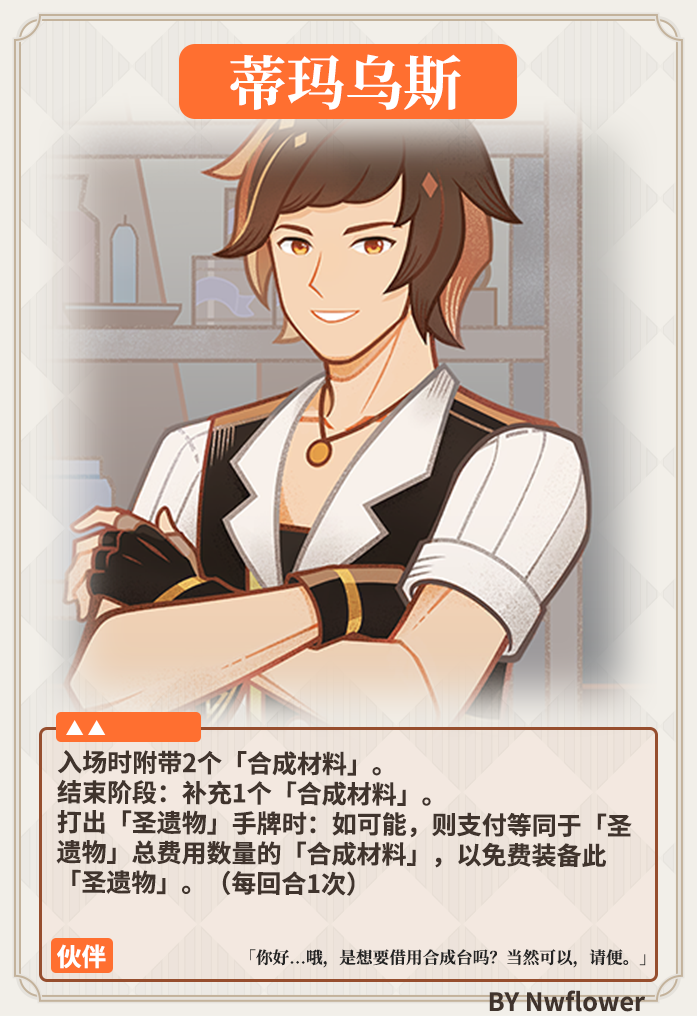 蒂玛乌斯
入场时附带2个「合成材料」。
结束阶段：补充1个「合成材料」。
打出「圣遗物」手牌时：如可能，则支付等同于「圣
遗物」总费用数量的「合成材料」，以免费装备此
「圣遗物」。（每回合1次）
伙伴
「你好…哦，是想要借用合成台吗？当然可以，请便。」
BY Nwflower